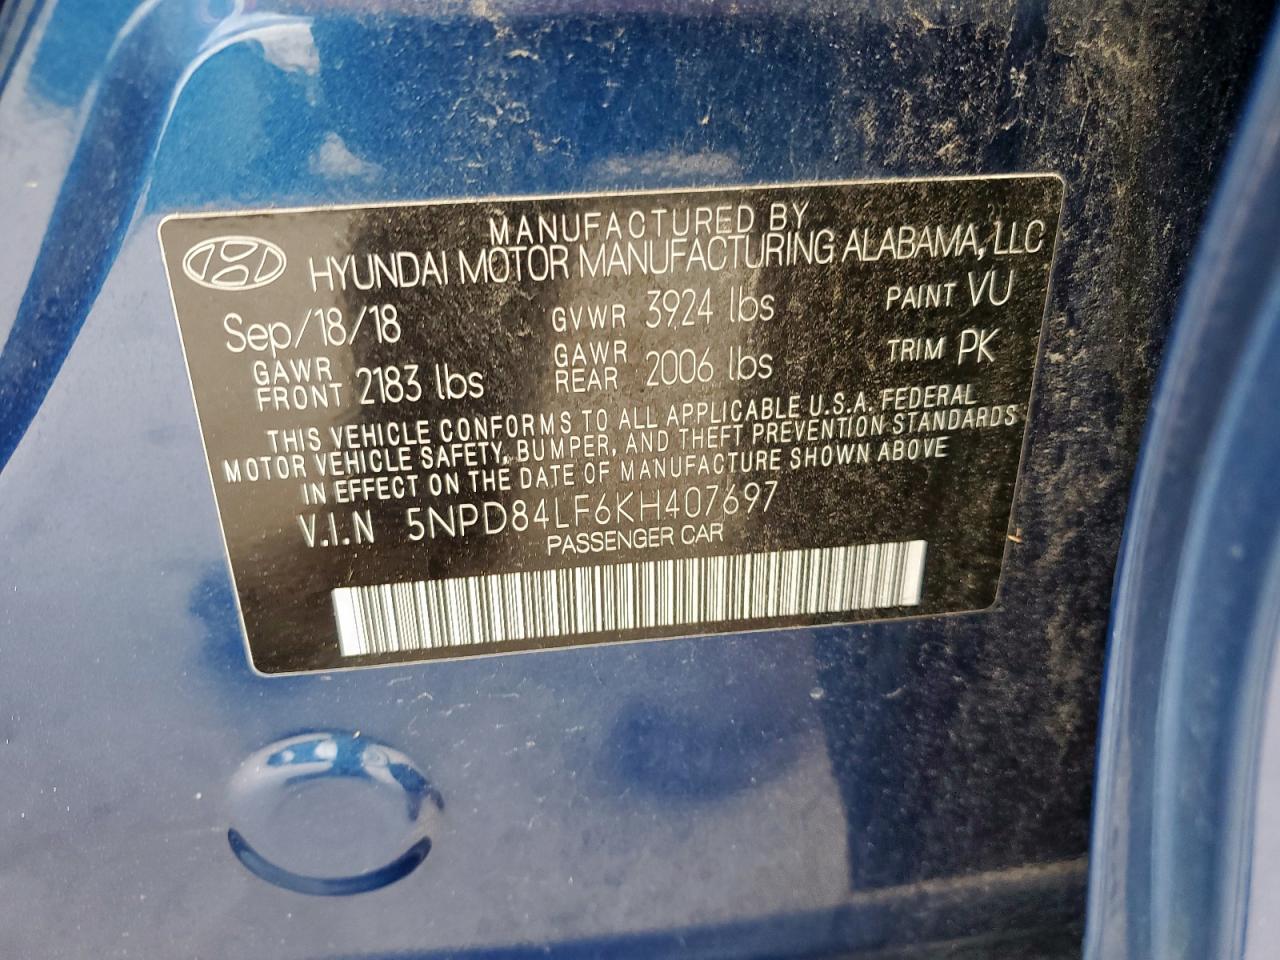 MANUFACTURED BY
HYUNDAI MOTOR MANUFACTURING ALABAMA, LLC
Sep/18/18 GVWR 3924 lbs PAINT VU
GAWR FRONT 2183 lbs GAWR REAR 2006 lbs TRIM PK
THIS VEHICLE CONFORMS TO ALL APPLICABLE U.S.A. FEDERAL
MOTOR VEHICLE SAFETY, BUMPER, AND THEFT PREVENTION STANDARDS
IN EFFECT ON THE DATE OF MANUFACTURE SHOWN ABOVE
V.I.N 5NPD84LF6KH407697
PASSENGER CAR